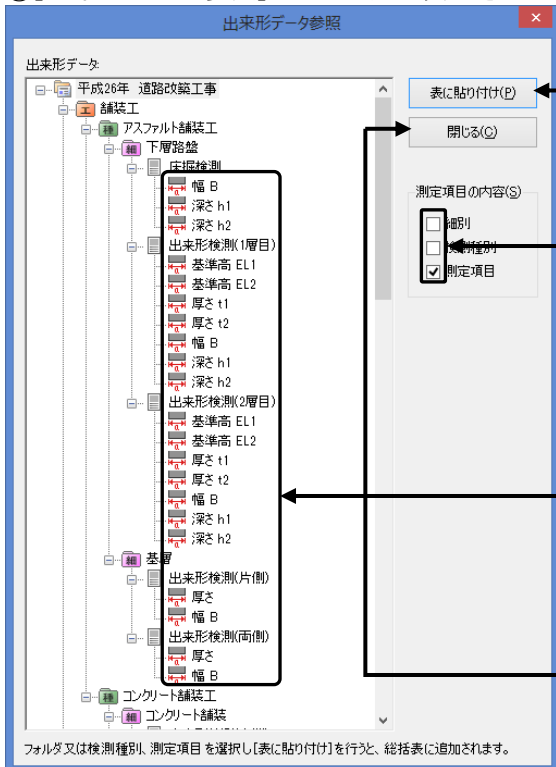 出来形データ参照
出来形データ:
平成26年 道路改築工事
舗装工
アスファルト舗装工
下層路盤
床掘検測
幅 B
深さ h1
深さ h2
出来形検測(1層目)
基準高 EL1
基準高 EL2
厚さ t1
厚さ t2
幅 B
深さ h1
深さ h2
出来形検測(2層目)
基準高 EL1
基準高 EL2
厚さ t1
厚さ t2
幅 B
深さ h1
深さ h2
基層
出来形検測(片側)
厚さ
幅 B
出来形検測(両側)
厚さ
幅 B
コンクリート舗装工
コンクリート舗装
表に貼り付け(P)
閉じる(C)
測定項目の内容(S)
細別
検測種別
測定項目
フォルダ又は検測種別、測定項目を選択し[表に貼り付け]を行うと、総括表に追加されます。